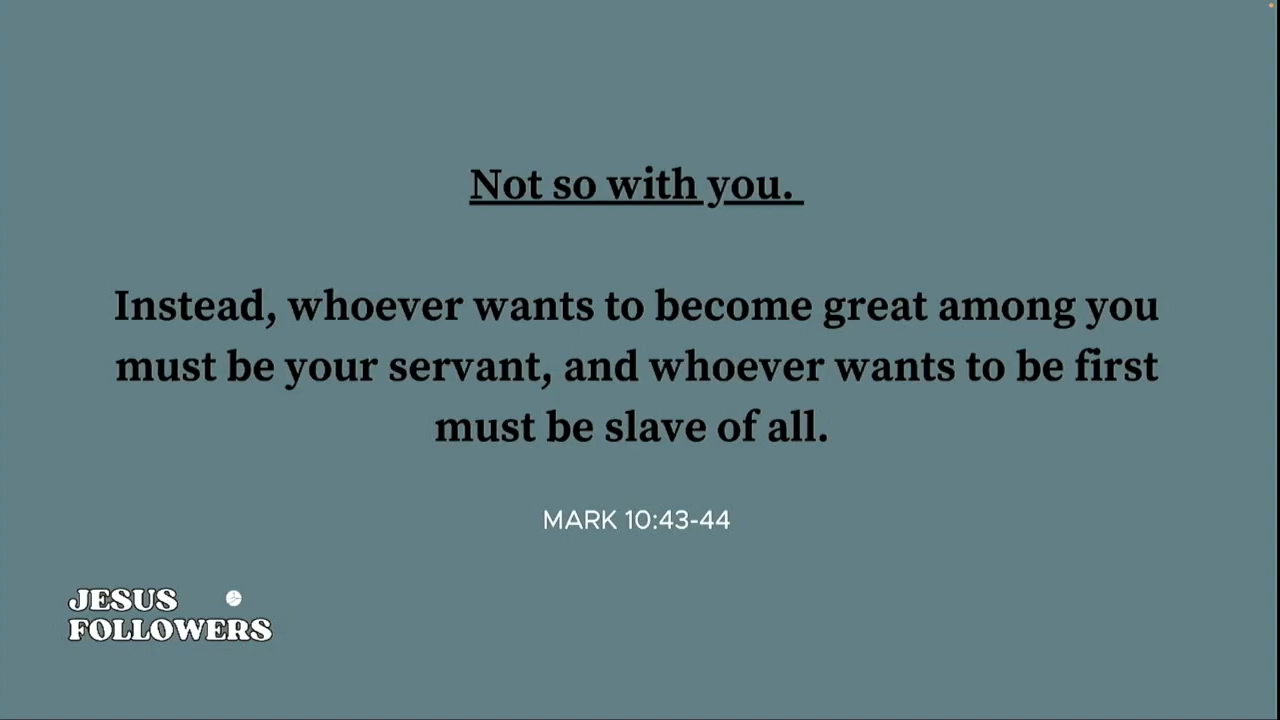 Not so with you.
Instead, whoever wants to become great among you
must be your servant, and whoever wants to be first
must be slave of all.
MARK 10:43-44
JESUS
FOLLOWERS